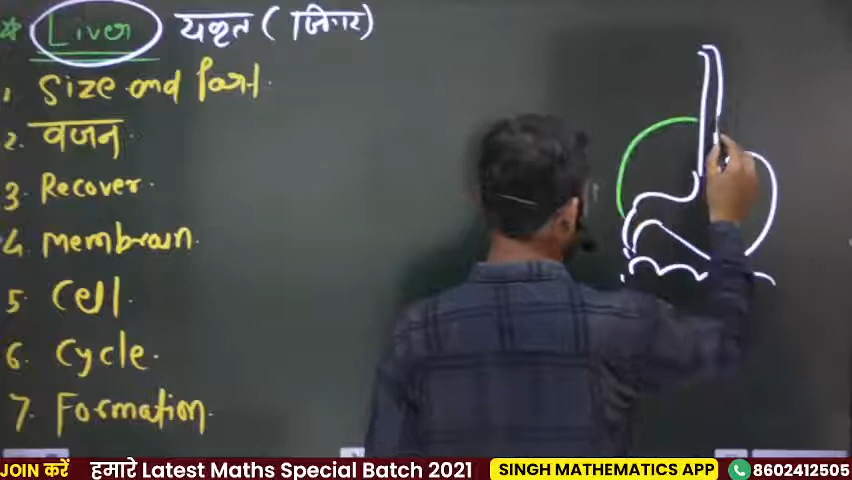 * Liver यकृत ( जिगर )
1. Size and Part.
2. वजन.
3 Recover.
4. membrain.
5 Cell.
6. Cycle.
7. Formation.
JOIN करें हमारे Latest Maths Special Batch 2021 SINGH MATHEMATICS APP 8602412505